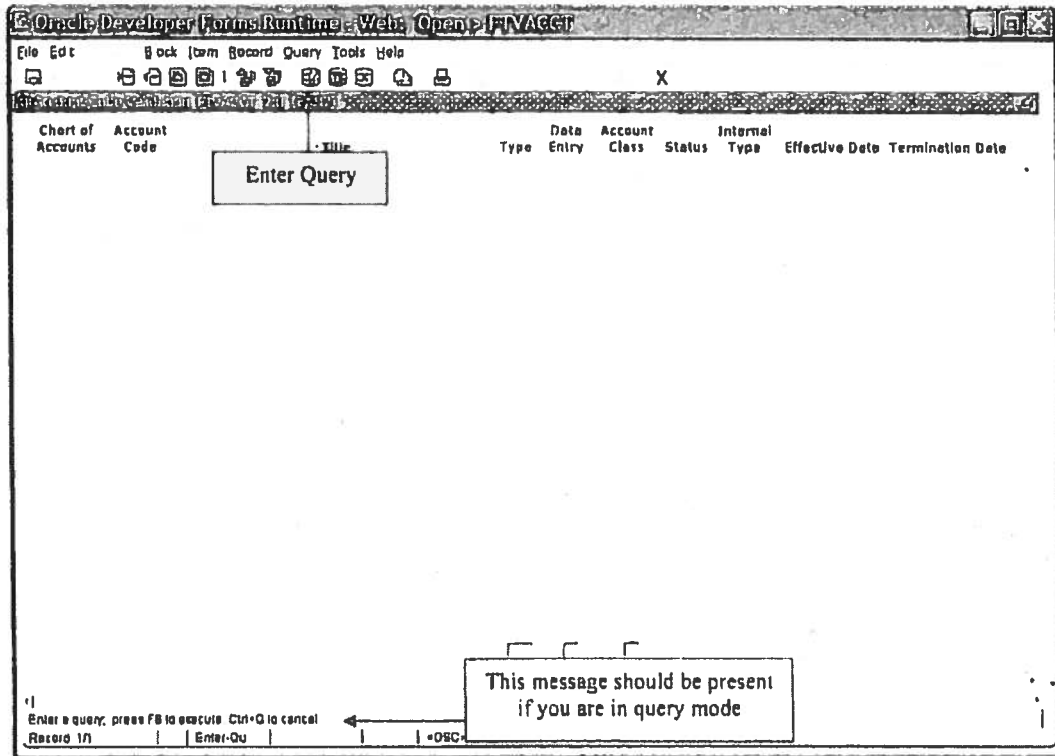 Oracle Developer Forms Runtime - Web: Open > FTVACCT
File Edit Block Item Record Query Tools Help
X
Chart of Accounts Account Code Title Type Data Entry Account Class Status Internal Type Effective Date Termination Date
Enter Query
This message should be present
if you are in query mode
Enter a query; press F8 to execute, Ctrl+Q to cancel
Record: 1/1 Enter-Qu <OSC>